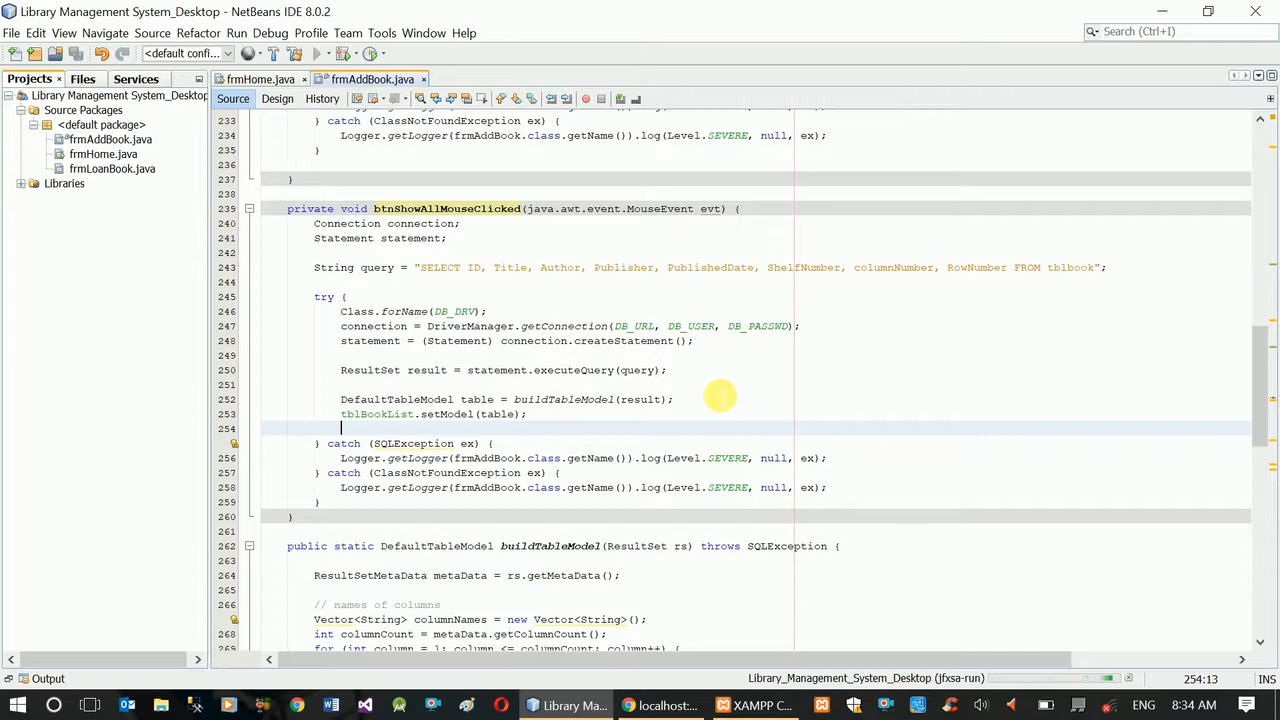 Library Management System_Desktop - NetBeans IDE 8.0.2
File Edit View Navigate Source Refactor Run Debug Profile Team Tools Window Help
Search (Ctrl+I)
<default confi...
Projects Files Services
frmHome.java frmAddBook.java
Source Design History
Library Management System_Desktop
Source Packages
<default package>
frmAddBook.java
frmHome.java
frmLoanBook.java
Libraries
233 } catch (ClassNotFoundException ex) {
234 Logger.getLogger(frmAddBook.class.getName()).log(Level.SEVERE, null, ex);
235 }
236
237 }
238
239 private void btnShowAllMouseClicked(java.awt.event.MouseEvent evt) {
240 Connection connection;
241 Statement statement;
242
243 String query = "SELECT ID, Title, Author, Publisher, PublishedDate, ShelfNumber, columnNumber, RowNumber FROM tblbook";
244
245 try {
246 Class.forName(DB_DRV);
247 connection = DriverManager.getConnection(DB_URL, DB_USER, DB_PASSWD);
248 statement = (Statement) connection.createStatement();
249
250 ResultSet result = statement.executeQuery(query);
251
252 DefaultTableModel table = buildTableModel(result);
253 tblBookList.setModel(table);
254
} catch (SQLException ex) {
256 Logger.getLogger(frmAddBook.class.getName()).log(Level.SEVERE, null, ex);
257 } catch (ClassNotFoundException ex) {
258 Logger.getLogger(frmAddBook.class.getName()).log(Level.SEVERE, null, ex);
259 }
260 }
261
262 public static DefaultTableModel buildTableModel(ResultSet rs) throws SQLException {
263
264 ResultSetMetaData metaData = rs.getMetaData();
265
266 // names of columns
Vector<String> columnNames = new Vector<String>();
268 int columnCount = metaData.getColumnCount();
269 for (int column = 1; column <= columnCount; column++) {
Output
Library_Management_System_Desktop (jfxsa-run)
254:13 INS
Library Ma... localhost:... XAMPP C...
ENG 8:34 AM